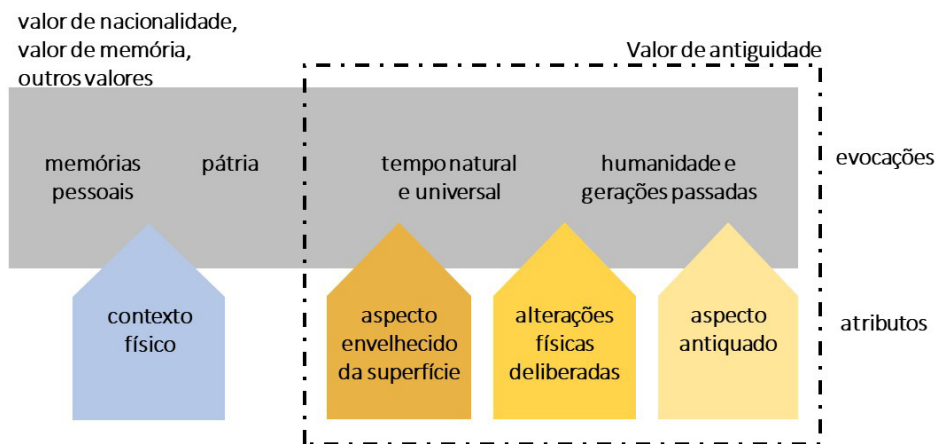 valor de nacionalidade,
valor de memória,
outros valores
Valor de antiguidade
memórias
pessoais
pátria
tempo natural
e universal
humanidade e
gerações passadas
evocações
contexto
físico
aspecto
envelhecido
da superfície
alterações
físicas
deliberadas
aspecto
antiquado
atributos